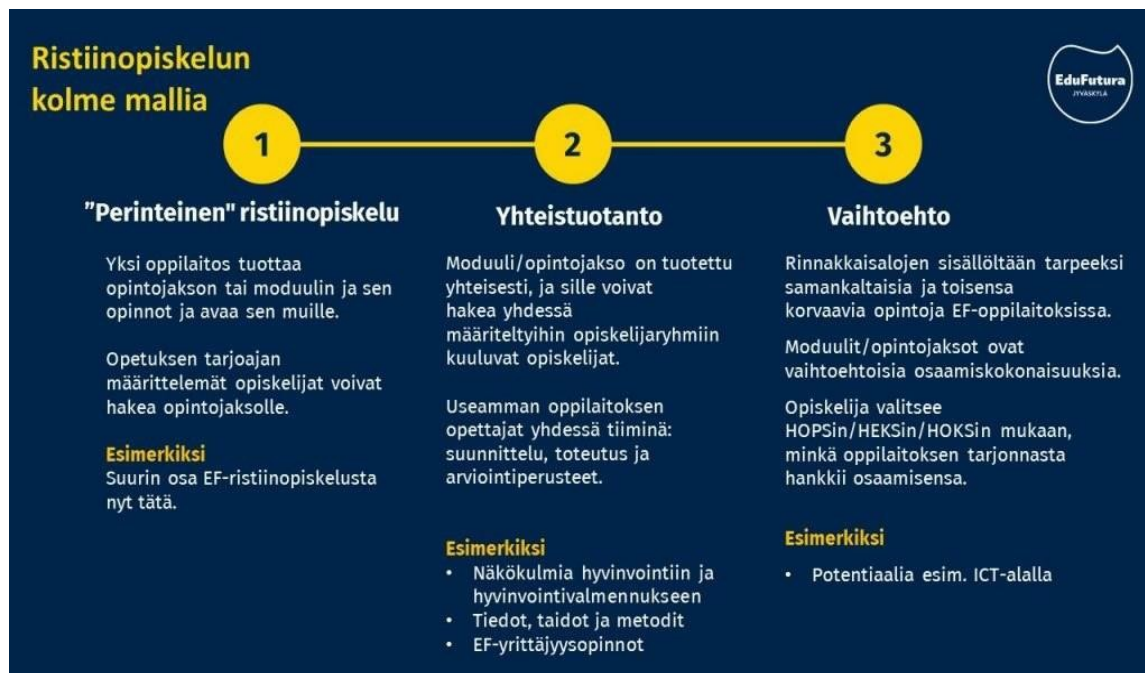 Ristiinopiskelun
kolme mallia
EduFutura
JYVÄSKYLÄ
1
2
3
”Perinteinen" ristiinopiskelu
Yksi oppilaitos tuottaa
opintojakson tai moduulin ja sen
opinnot ja avaa sen muille.
Opetuksen tarjoajan
määrittelemät opiskelijat voivat
hakea opintojaksolle.
Esimerkiksi
Suurin osa EF-ristiinopiskelusta
nyt tätä.
Yhteistuotanto
Moduuli/opintojakso on tuotettu
yhteisesti, ja sille voivat
hakea yhdessä
määriteltyihin opiskelijaryhmiin
kuuluvat opiskelijat.
Useamman oppilaitoksen
opettajat yhdessä tiiminä:
suunnittelu, toteutus ja
arviointiperusteet.
Esimerkiksi
• Näkökulmia hyvinvointiin ja
hyvinvointivalmennukseen
• Tiedot, taidot ja metodit
• EF-yrittäjyysopinnot
Vaihtoehto
Rinnakkaisalojen sisällöltään tarpeeksi
samankaltaisia ja toisensa
korvaavia opintoja EF-oppilaitoksissa.
Moduulit/opintojaksot ovat
vaihtoehtoisia osaamiskokonaisuuksia.
Opiskelija valitsee
HOPSin/HEKSin/HOKSin mukaan,
minkä oppilaitoksen tarjonnasta
hankkii osaamisensa.
Esimerkiksi
• Potentiaalia esim. ICT-alalla